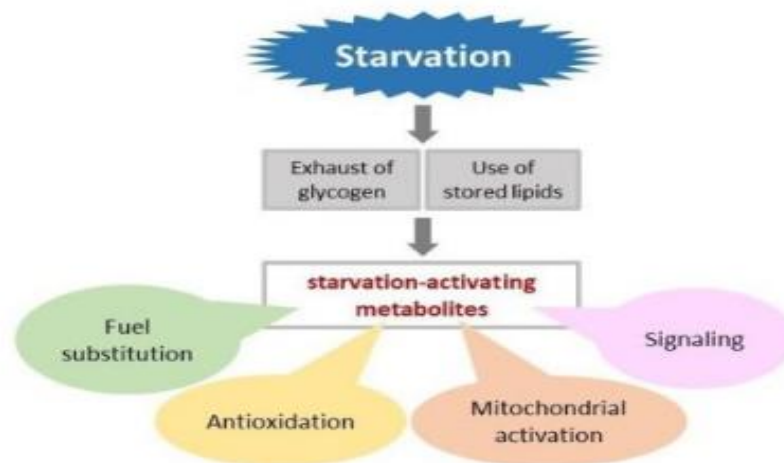 Starvation
Exhaust of
glycogen
Use of
stored lipids
starvation-activating
metabolites
Fuel
substitution
Signaling
Antioxidation
Mitochondrial
activation